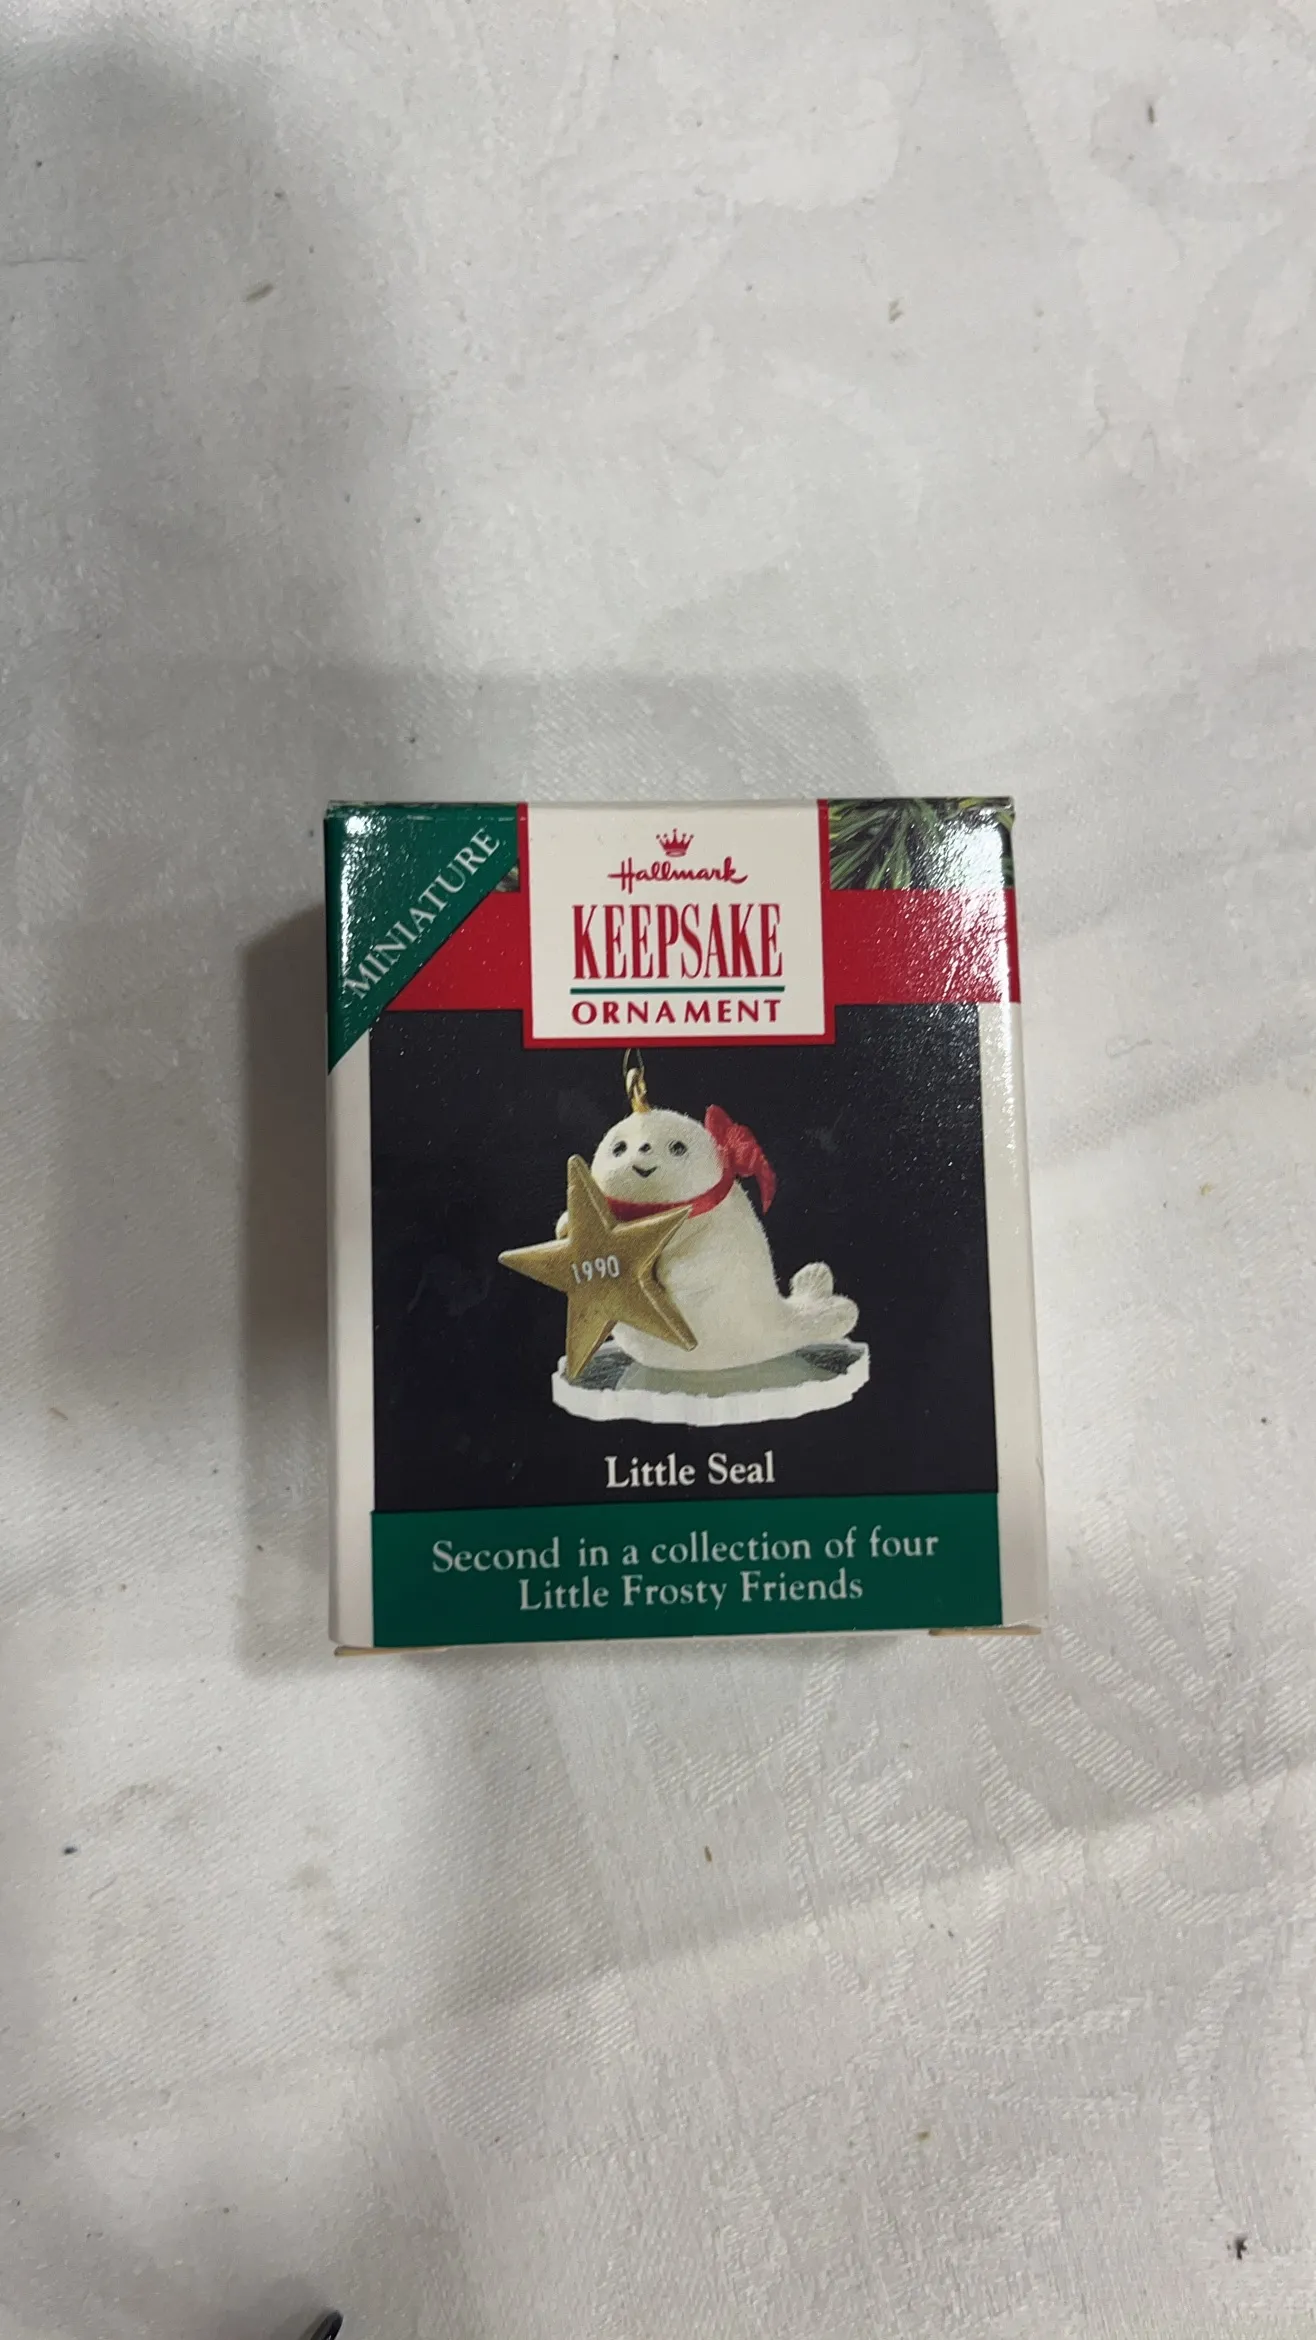 MINIATURE
Hallmark
KEEPSAKE
ORNAMENT
1990
Little Seal
Second in a collection of four
Little Frosty Friends